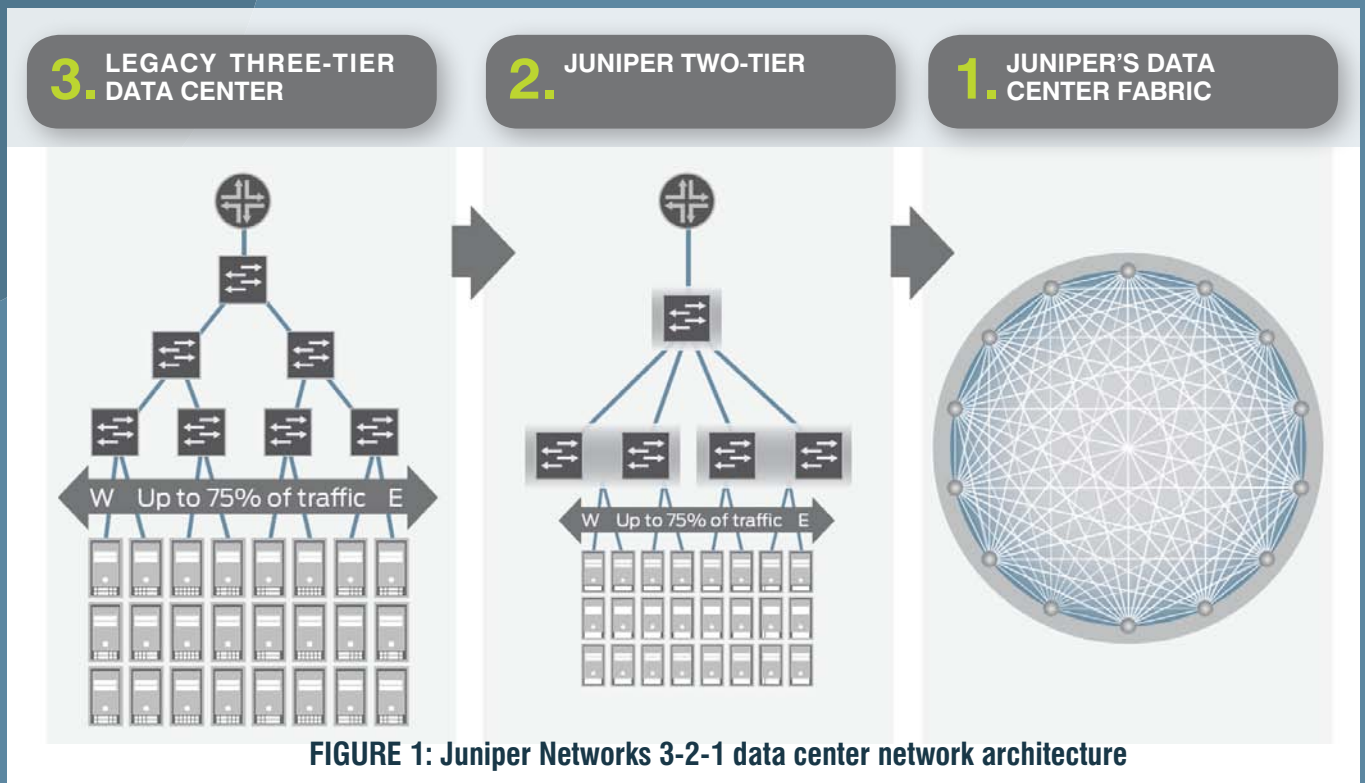 3. LEGACY THREE-TIER
DATA CENTER
2. JUNIPER TWO-TIER
1. JUNIPER'S DATA
CENTER FABRIC
W Up to 75% of traffic E
W Up to 75% of traffic E
FIGURE 1: Juniper Networks 3-2-1 data center network architecture